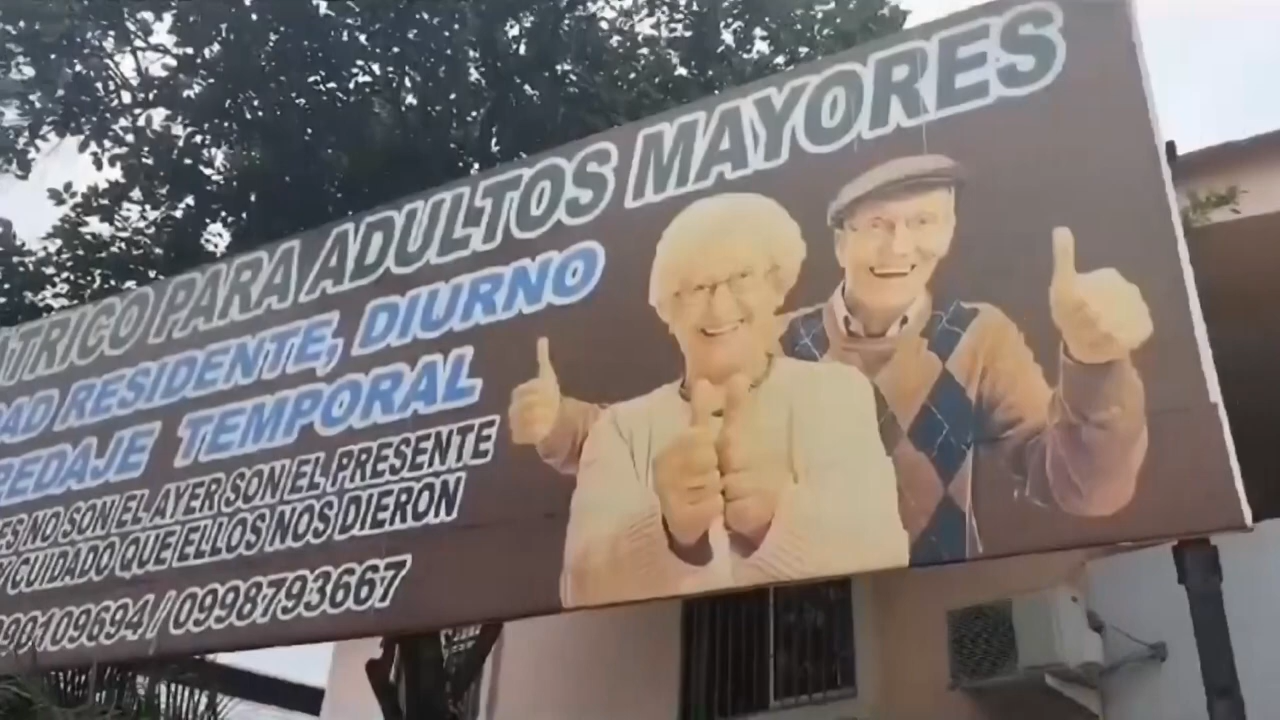 ÁTRICO PARA ADULTOS MAYORES
DAD RESIDENTE, DIURNO
PEDAJE TEMPORAL
ES NO SON EL AYER SON EL PRESENTE
Y CUIDADO QUE ELLOS NOS DIERON
990109694 / 0998793667